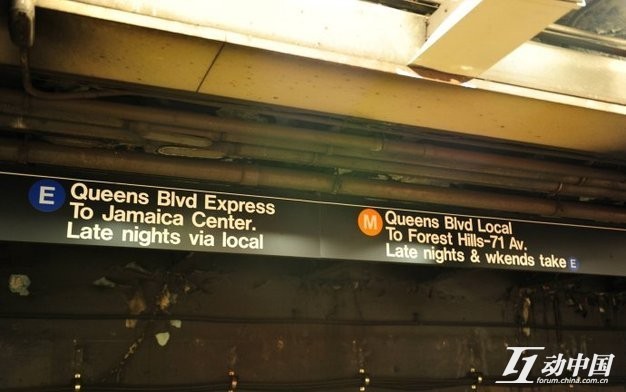 E
Queens Blvd Express
To Jamaica Center.
Late nights via local
M
Queens Blvd Local
To Forest Hills-71 Av.
Late nights & wkends take E
动中国
forum.china.com.cn